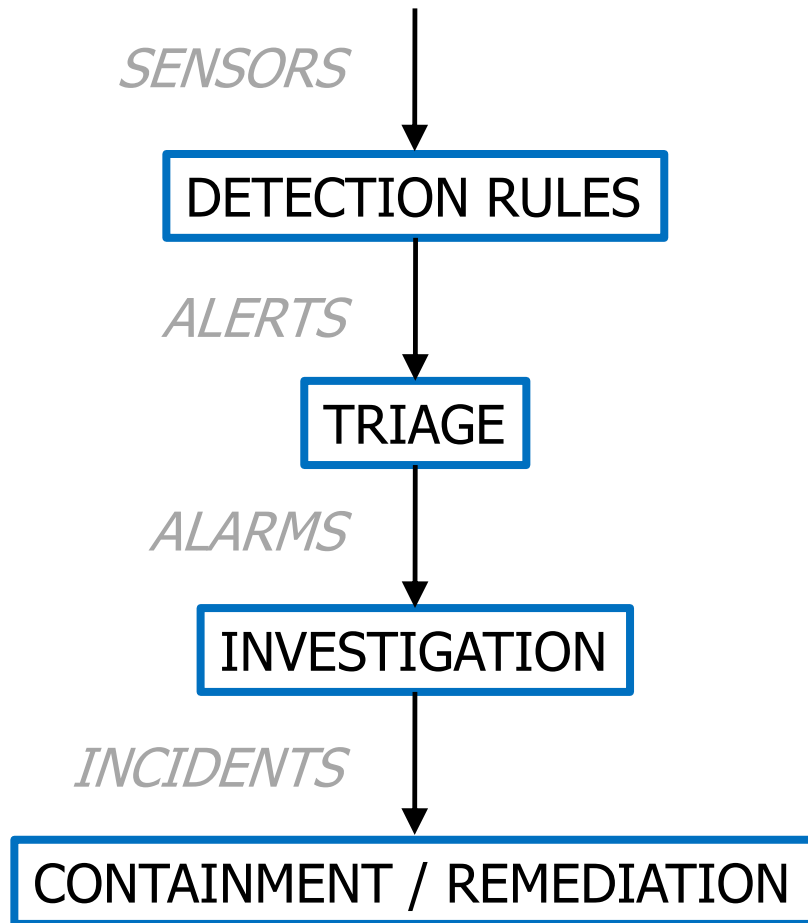 SENSORS
DETECTION RULES
ALERTS
TRIAGE
ALARMS
INVESTIGATION
INCIDENTS
CONTAINMENT / REMEDIATION